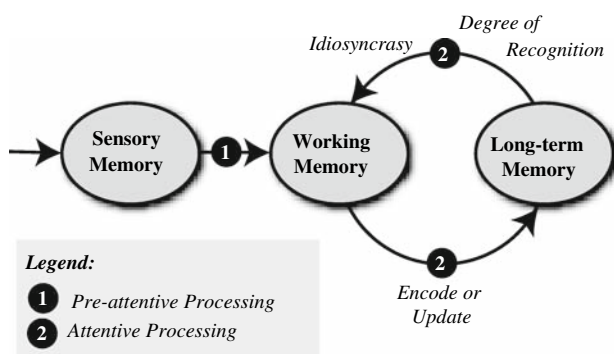 Degree of
Idiosyncrasy
2
Recognition
Sensory
Memory
1
Working
Memory
Long-term
Memory
2
Encode or
Update
Legend:
1 Pre-attentive Processing
2 Attentive Processing